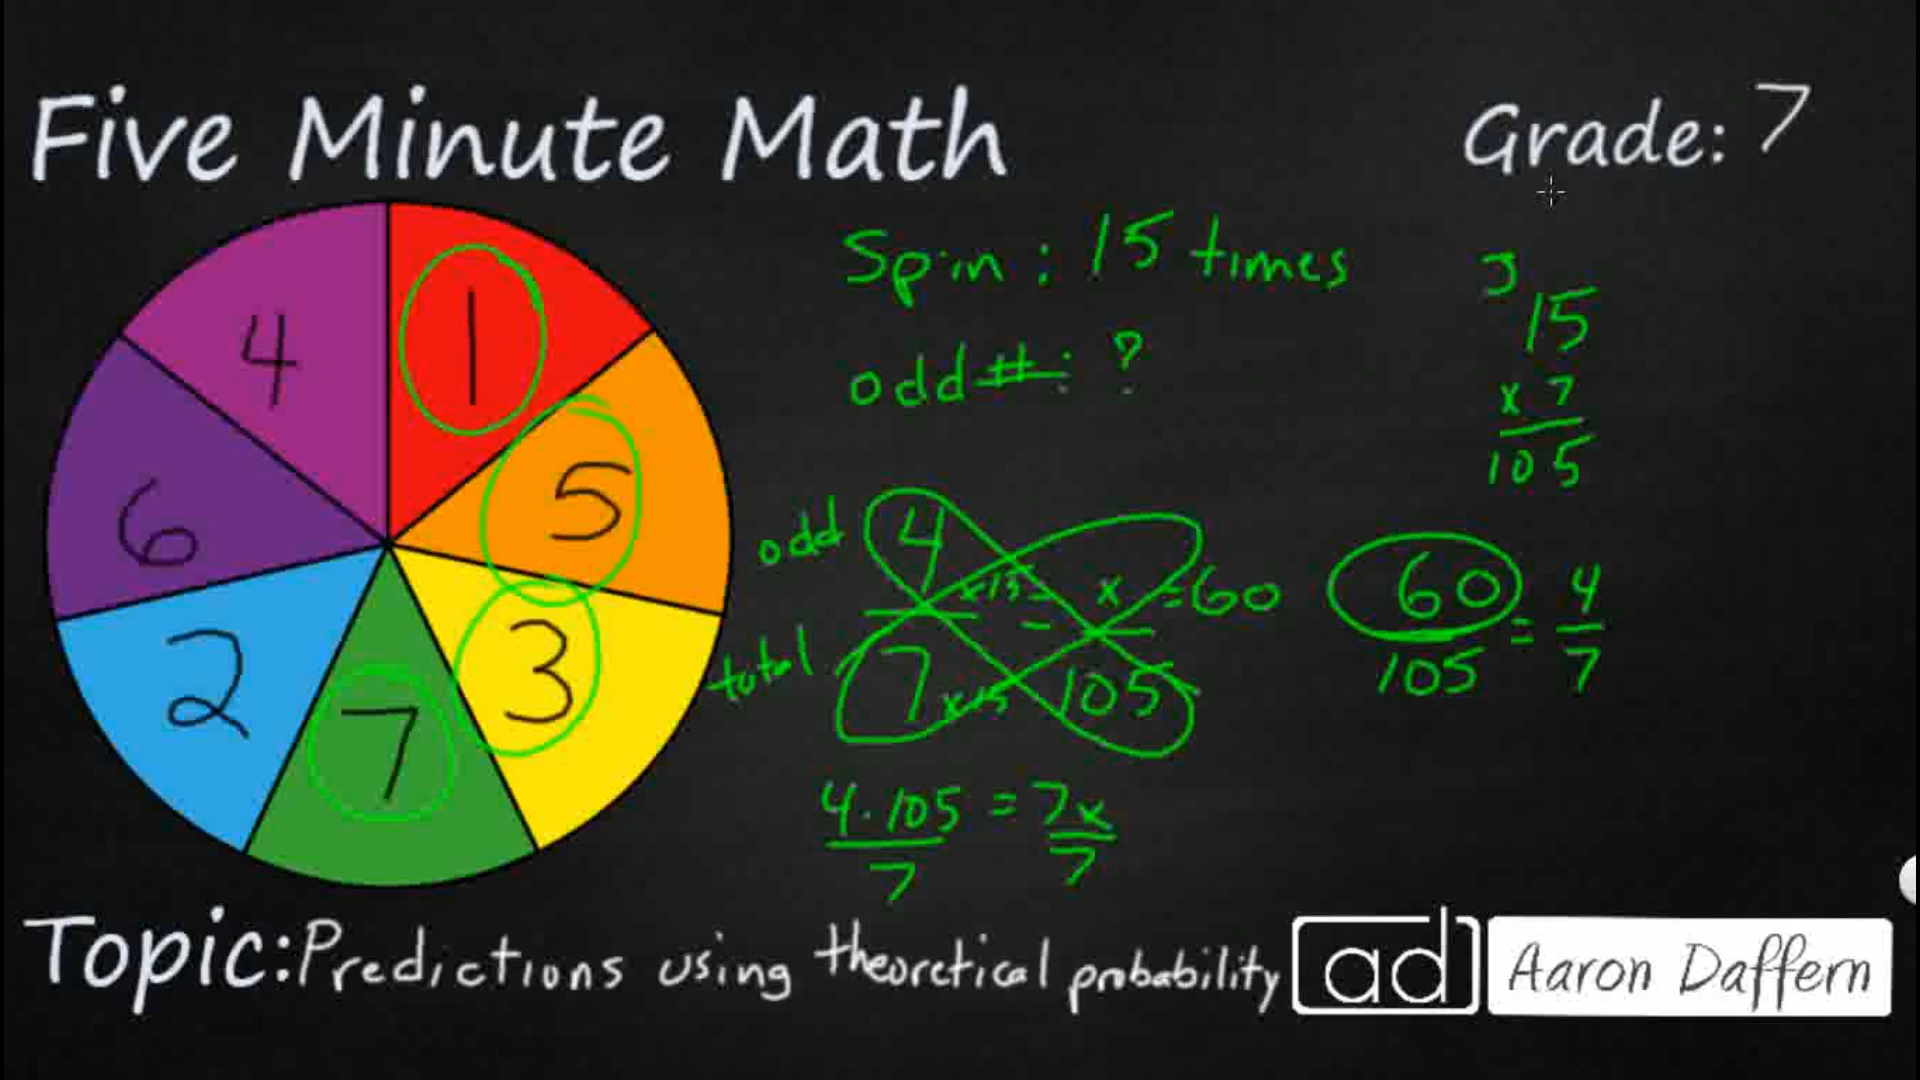 Five Minute Math
Grade: 7
4
1
6
5
2
7
3
Spin: 15 times
odd #: ?
15
x 7
105
odd 4 x15 = x = 60
total 7 x15 105
4·105 = 7x
7 7
60 = 4
105 7
Topic: Predictions using theoretical probability
ad Aaron Daffern